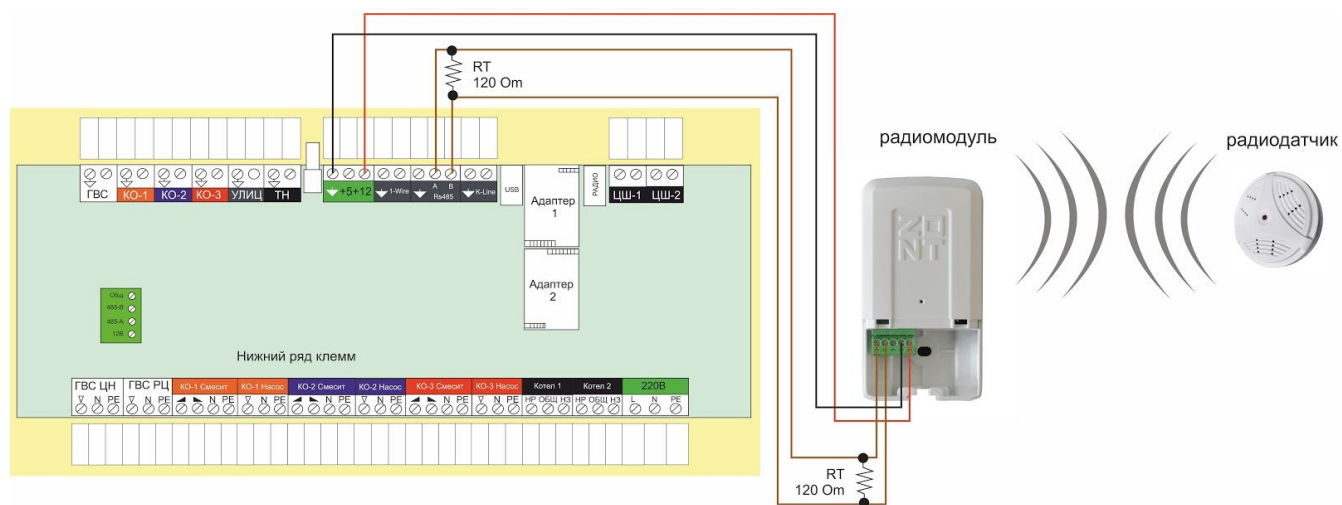 RT
120 Om
радиомодуль
радиодатчик
ГВС КО-1 КО-2 КО-3 УЛИЦ ТН
+5+12 1-Wire A B Rs485 K-Line
USB
Адаптер
1
РАДИО
ЦШ-1 ЦШ-2
ZONT
Адаптер
2
Общ
485-В
485-А
12В
Нижний ряд клемм
ГВС ЦН ГВС РЦ КО-1 Смесит КО-1 Насос КО-2 Смесит КО-2 Насос КО-3 Смесит КО-3 Насос Котел 1 Котел 2 220В
N PE N PE N PE N PE N PE N PE N PE N PE НР ОБЩ НЗ НР ОБЩ НЗ L N PE
RT
120 Om